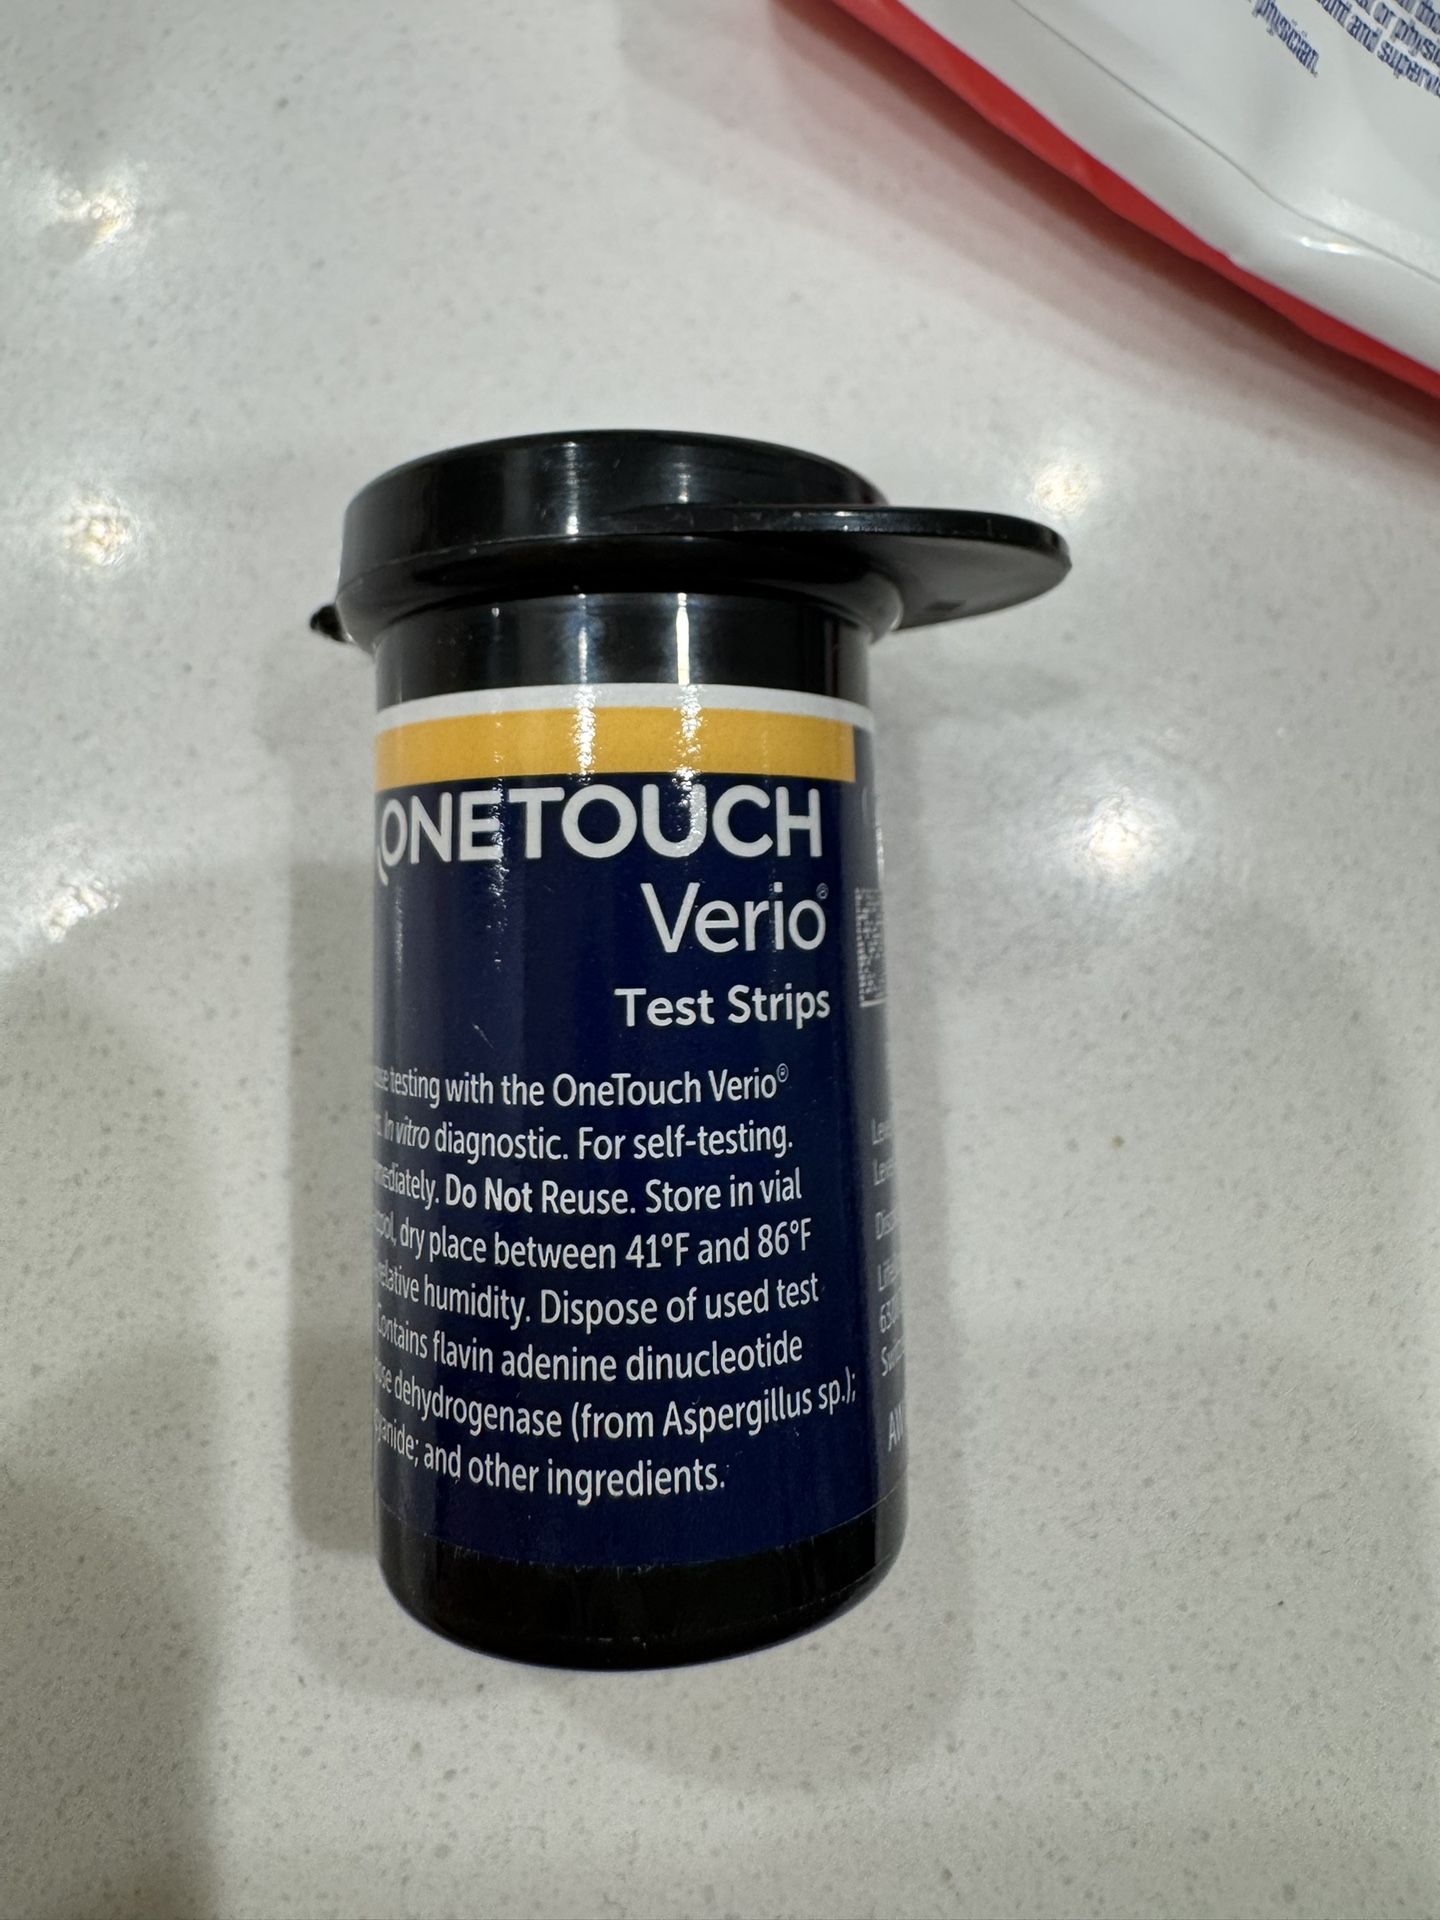 physician.
ONETOUCH
Verio®
Test Strips
testing with the OneTouch Verio®
In vitro diagnostic. For self-testing.
Do Not Reuse. Store in vial
dry place between 41°F and 86°F
humidity. Dispose of used test
Contains flavin adenine dinucleotide
dehydrogenase (from Aspergillus sp.);
and other ingredients.